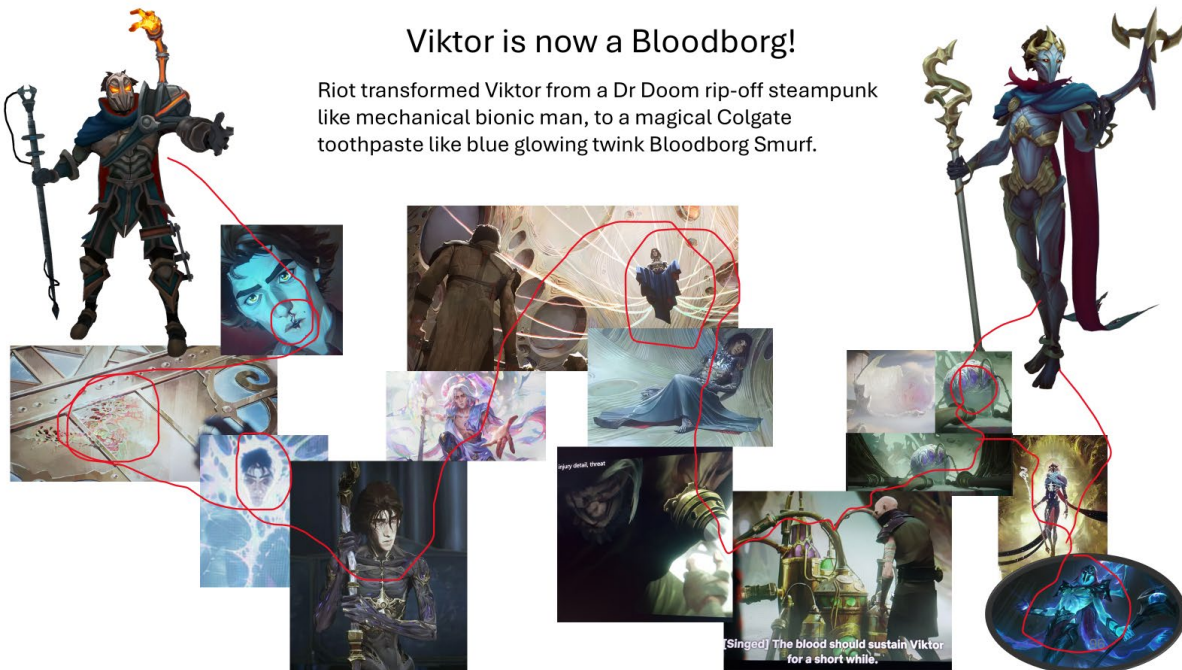 Viktor is now a Bloodborg!
Riot transformed Viktor from a Dr Doom rip-off steampunk
like mechanical bionic man, to a magical Colgate
toothpaste like blue glowing twink Bloodborg Smurf.
injury detail, threat
[Singed] The blood should sustain Viktor
for a short while.